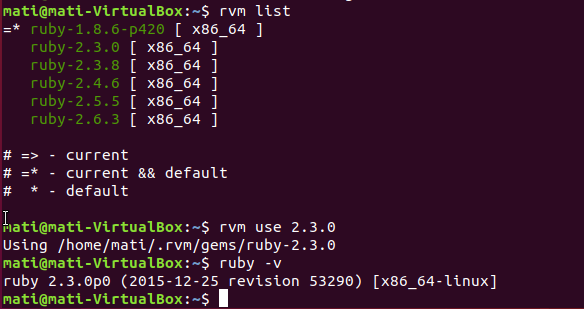 mati@mati-VirtualBox:~$ rvm list
=* ruby-1.8.6-p420 [ x86_64 ]
ruby-2.3.0 [ x86_64 ]
ruby-2.3.8 [ x86_64 ]
ruby-2.4.6 [ x86_64 ]
ruby-2.5.5 [ x86_64 ]
ruby-2.6.3 [ x86_64 ]
# => - current
# =* - current && default
#  * - default
mati@mati-VirtualBox:~$ rvm use 2.3.0
Using /home/mati/.rvm/gems/ruby-2.3.0
mati@mati-VirtualBox:~$ ruby -v
ruby 2.3.0p0 (2015-12-25 revision 53290) [x86_64-linux]
mati@mati-VirtualBox:~$